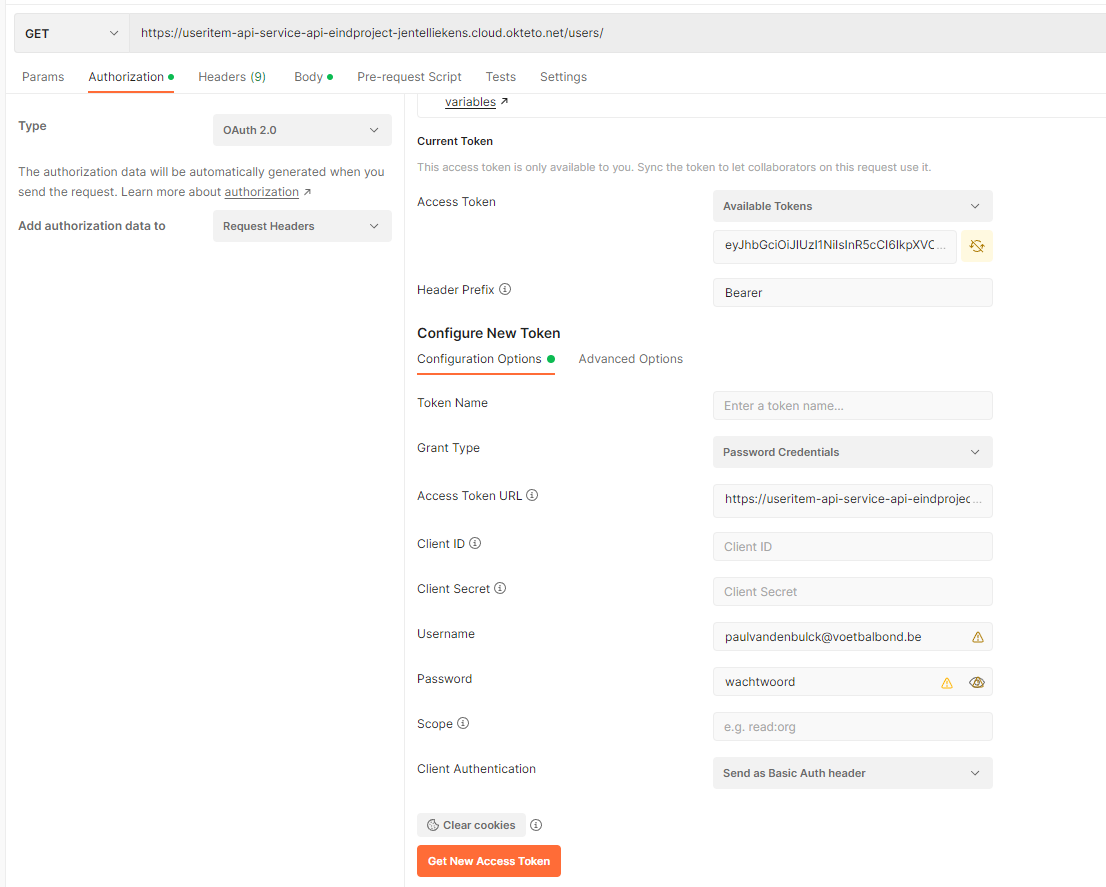 GET https://useritem-api-service-api-eindproject-jentelliekens.cloud.okteto.net/users/
Params Authorization Headers (9) Body Pre-request Script Tests Settings
variables
Type OAuth 2.0
The authorization data will be automatically generated when you
send the request. Learn more about authorization
Add authorization data to Request Headers
Current Token
This access token is only available to you. Sync the token to let collaborators on this request use it.
Access Token Available Tokens
eyJhbGciOiJIUzI1NiIsInR5cCI6IkpXVC...
Header Prefix Bearer
Configure New Token
Configuration Options Advanced Options
Token Name Enter a token name...
Grant Type Password Credentials
Access Token URL https://useritem-api-service-api-eindprojec...
Client ID Client ID
Client Secret Client Secret
Username paulvandenbulck@voetbalbond.be
Password wachtwoord
Scope e.g. read:org
Client Authentication Send as Basic Auth header
Clear cookies
Get New Access Token